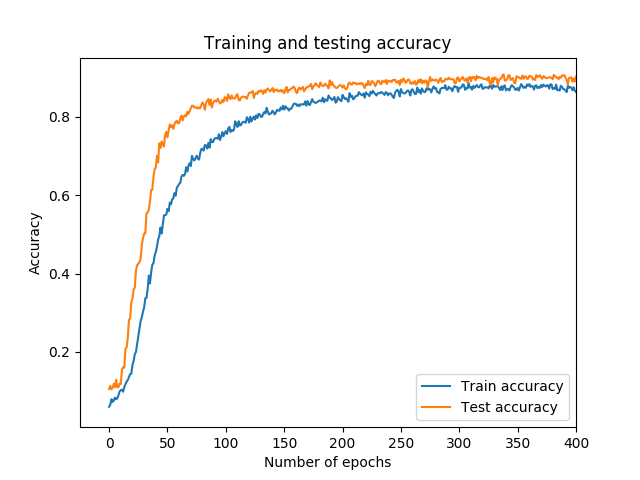 Training and testing accuracy
Accuracy
0.8
0.6
0.4
0.2
Train accuracy
Test accuracy
0 50 100 150 200 250 300 350 400
Number of epochs